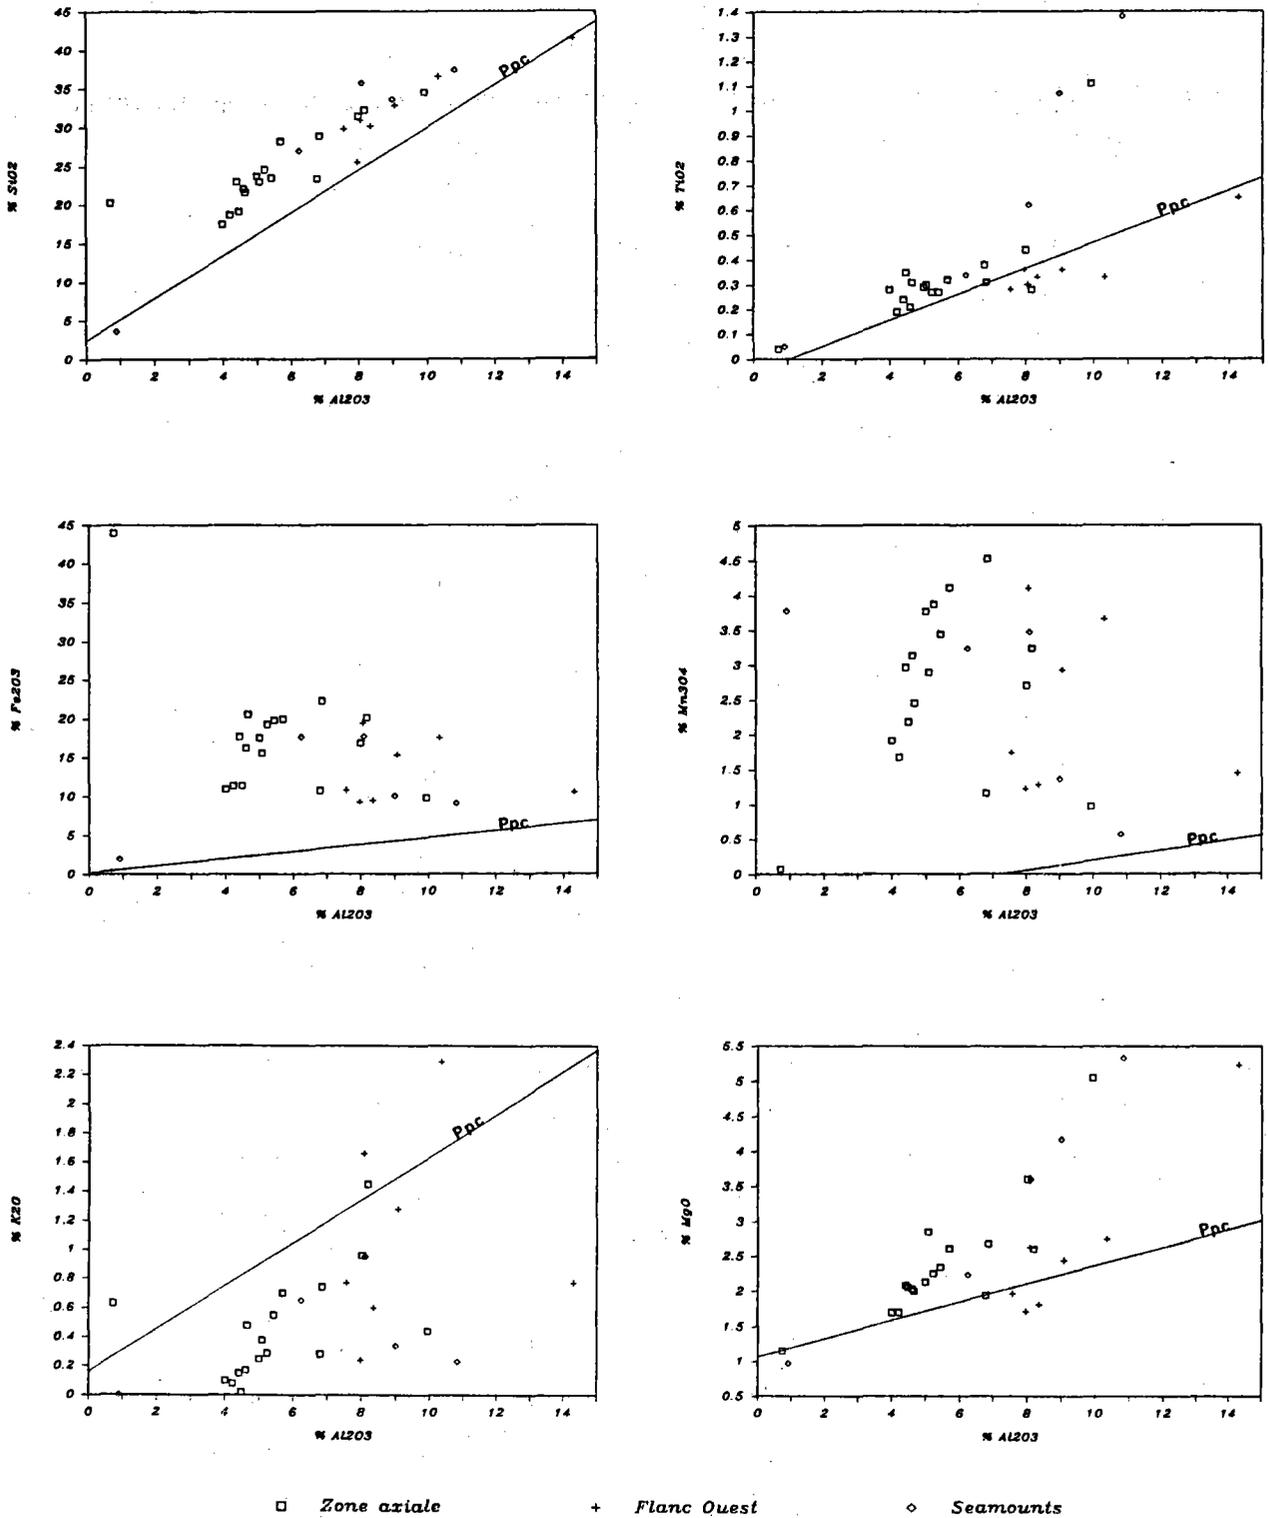 45
40
35
30
25
20
15
10
5
0
% SiO2
Ppc
0 2 4 6 8 10 12 14
% Al2O3
1.4
1.3
1.2
1.1
1
0.9
0.8
0.7
0.6
0.5
0.4
0.3
0.2
0.1
0
% TiO2
Ppc
0 2 4 6 8 10 12 14
% Al2O3
45
40
35
30
25
20
15
10
5
0
% Fe2O3
Ppc
0 2 4 6 8 10 12 14
% Al2O3
5
4.5
4
3.5
3
2.5
2
1.5
1
0.5
0
% Mn3O4
Ppc
0 2 4 6 8 10 12 14
% Al2O3
2.4
2.2
2
1.8
1.6
1.4
1.2
1
0.8
0.6
0.4
0.2
0
% K2O
Ppc
0 2 4 6 8 10 12 14
% Al2O3
5.5
5
4.5
4
3.5
3
2.5
2
1.5
1
0.5
% MgO
Ppc
0 2 4 6 8 10 12 14
% Al2O3
Zone axiale + Flanc Ouest Seamounts